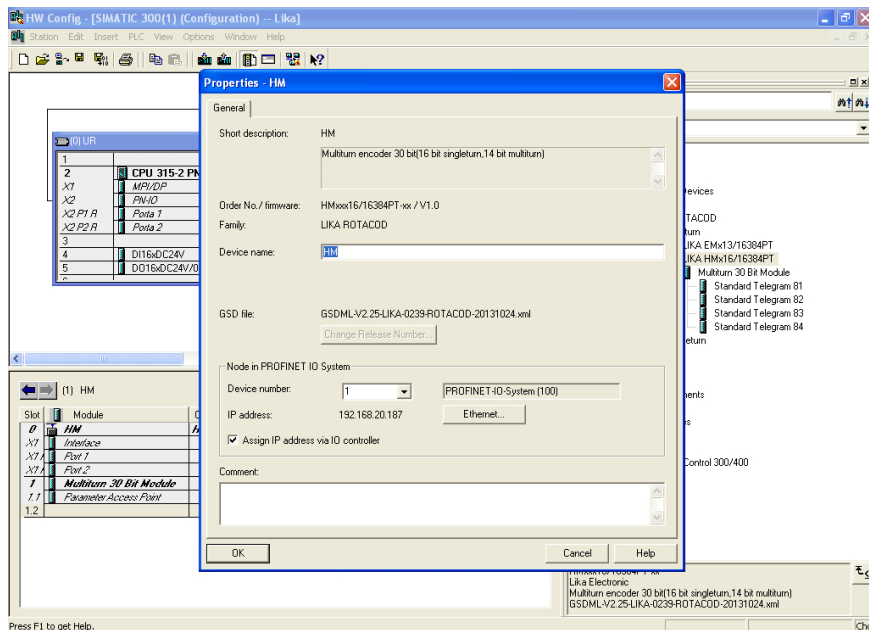 HW Config - [SIMATIC 300(1) (Configuration) -- Lika]
Station Edit Insert PLC View Options Window Help
(0) UR
1
2 CPU 315-2 PN
X1 MPI/DP
X2 PN-IO
X2 P1 R Porta 1
X2 P2 R Porta 2
3
4 DI16xDC24V
5 DO16xDC24V/0
Properties - HM
General
Short description: HM
Multiturn encoder 30 bit(16 bit singleturn,14 bit multiturn)
Order No./ firmware: HMxxx16/16384PT-xx / V1.0
Family: LIKA ROTACOD
Device name: HM
GSD file: GSDML-V2.25-LIKA-0239-ROTACOD-20131024.xml
Change Release Number...
Node in PROFINET IO System
Device number: 1 PROFINET-IO-System (100)
IP address: 192.168.20.187 Ethernet...
Assign IP address via IO controller
Comment:
OK Cancel Help
evices
TACOD
turn
IKA EMx13/16384PT
IKA HMx16/16384PT
Multiturn 30 Bit Module
Standard Telegram 81
Standard Telegram 82
Standard Telegram 83
Standard Telegram 84
eturn
ents
s
Control 300/400
(1) HM
Slot Module
0 HM
X1 Interface
X1 Port 1
X1 Port 2
1 Multiturn 30 Bit Module
1.1 Parameter Access Point
1.2
Lika Electronic
Multiturn encoder 30 bit(16 bit singleturn,14 bit multiturn)
GSDML-V2.25-LIKA-0239-ROTACOD-20131024.xml
Press F1 to get Help.
Ch